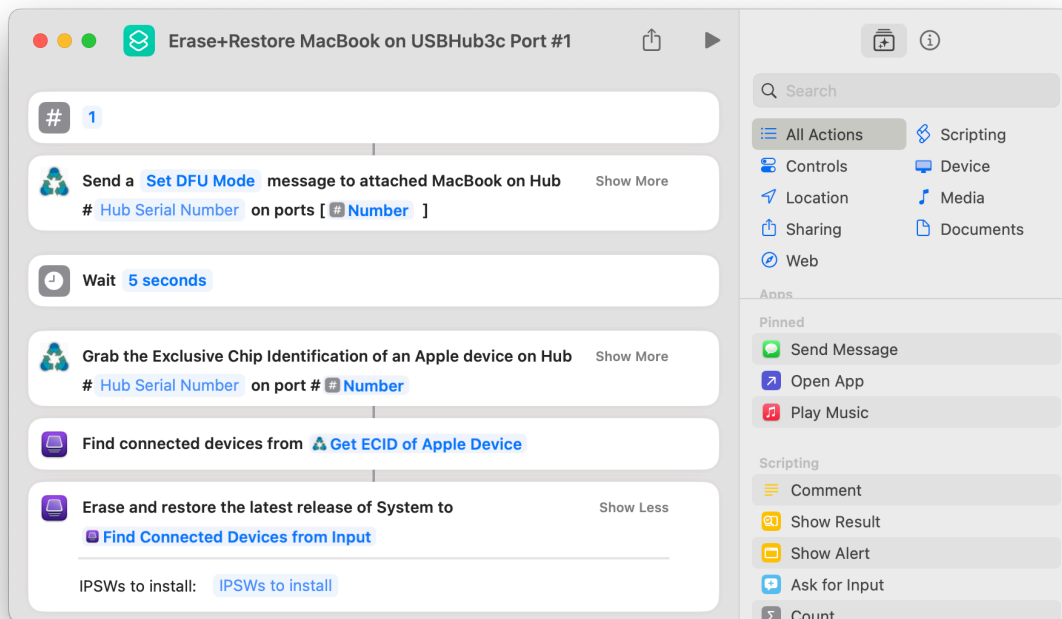 Erase+Restore MacBook on USBHub3c Port #1
# 1
Send a Set DFU Mode message to attached MacBook on Hub Show More
# Hub Serial Number on ports [ # Number ]
Wait 5 seconds
Grab the Exclusive Chip Identification of an Apple device on Hub Show More
# Hub Serial Number on port # # Number
Find connected devices from Get ECID of Apple Device
Erase and restore the latest release of System to Show Less
Find Connected Devices from Input
IPSWs to install: IPSWs to install
Search
All Actions Scripting
Controls Device
Location Media
Sharing Documents
Web
Apps
Pinned
Send Message
Open App
Play Music
Scripting
Comment
Show Result
Show Alert
Ask for Input
Count